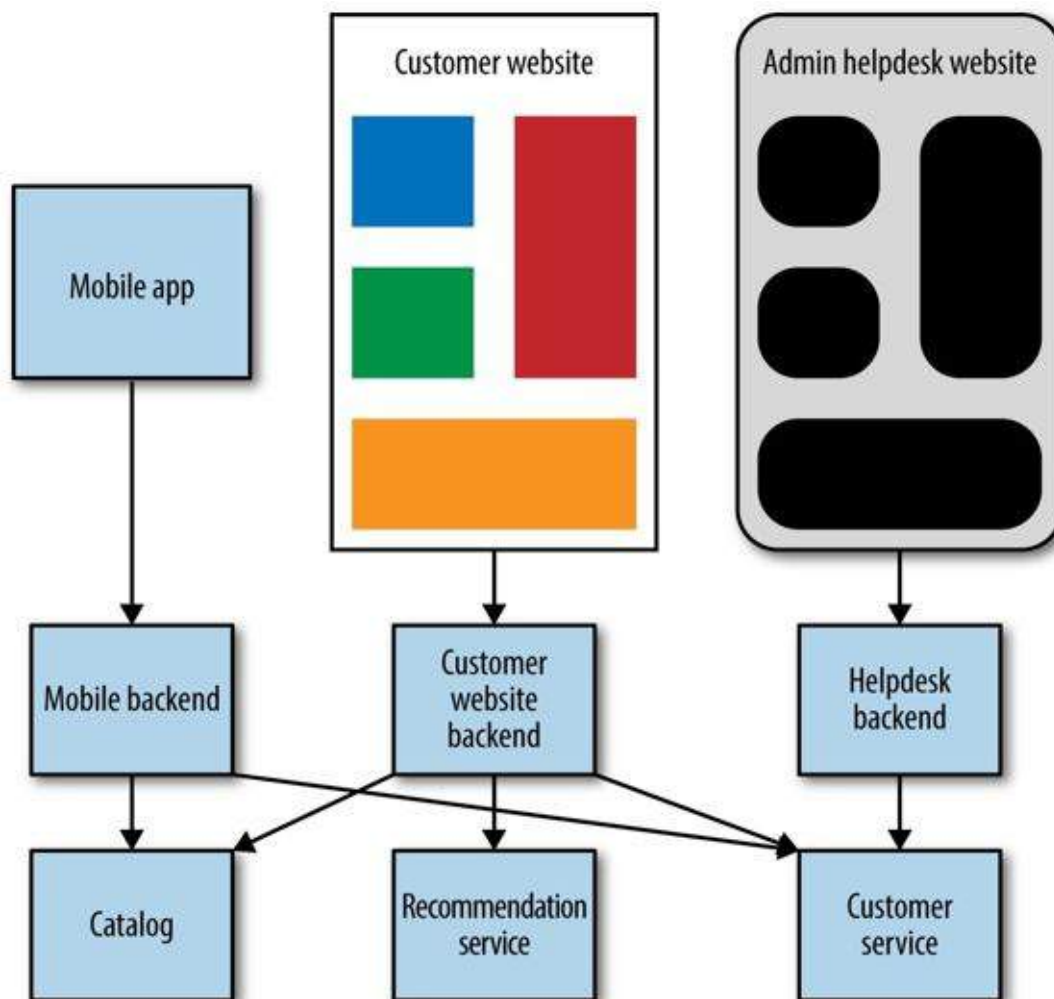 Customer website
Admin helpdesk website
Mobile app
Mobile backend
Customer
website
backend
Helpdesk
backend
Catalog
Recommendation
service
Customer
service